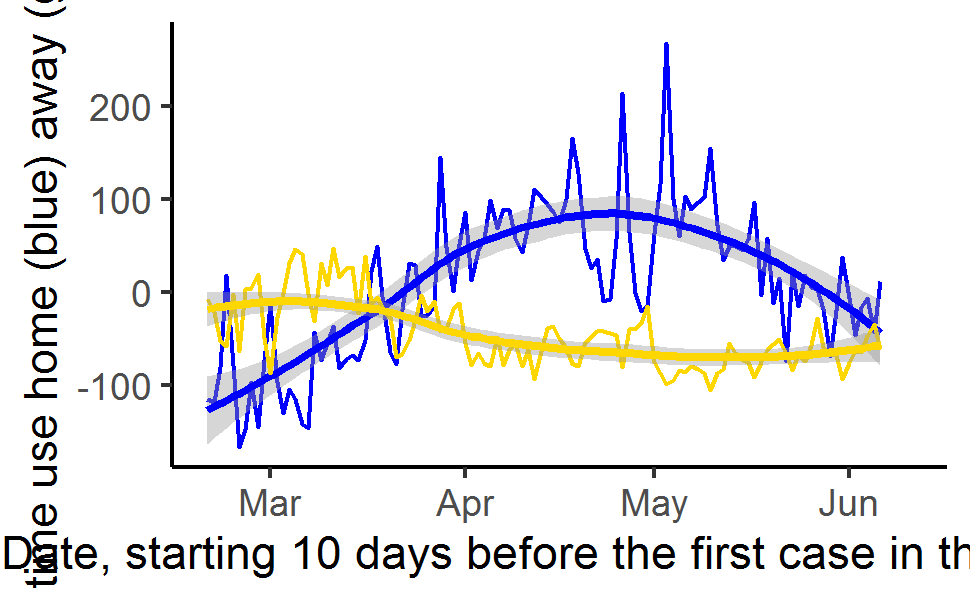 time use home (blue) away (
200
100
0
-100
Mar Apr May Jun
Date, starting 10 days before the first case in th